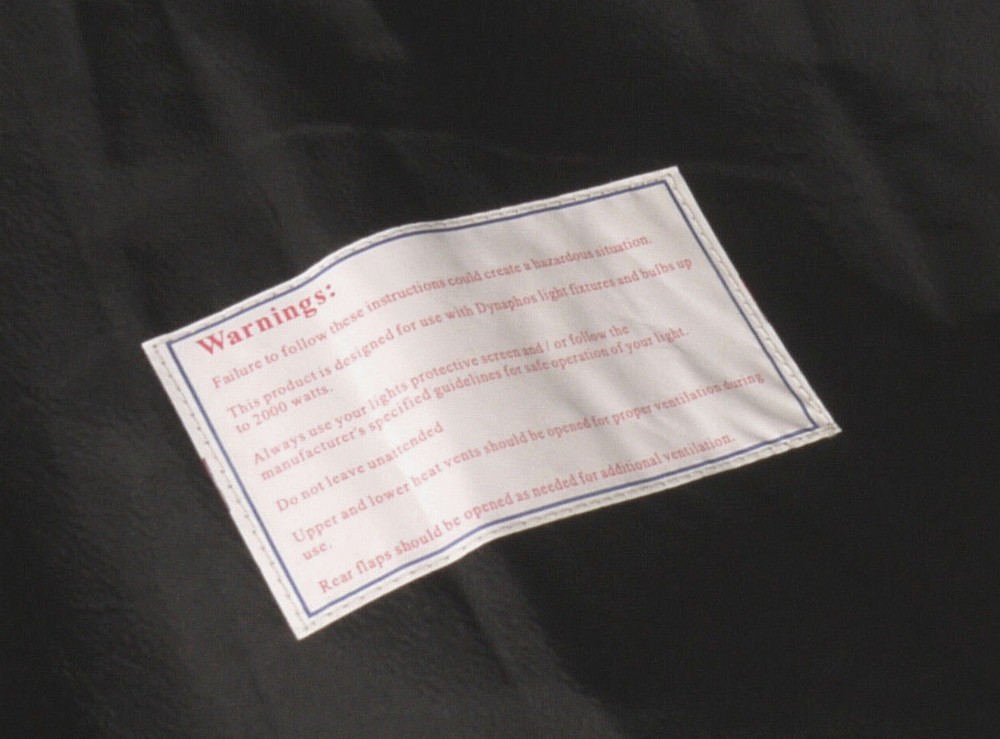 Warnings:
Failure to follow these instructions could create a hazardous situation.
This product is designed for use with Dynaphos light fixtures and bulbs up
to 2000 watts.
Always use your lights protective screen and / or follow the
manufacturer's specified guidelines for safe operation of your light.
Do not leave unattended
Upper and lower heat vents should be opened for proper ventilation during
use.
Rear flaps should be opened as needed for additional ventilation.